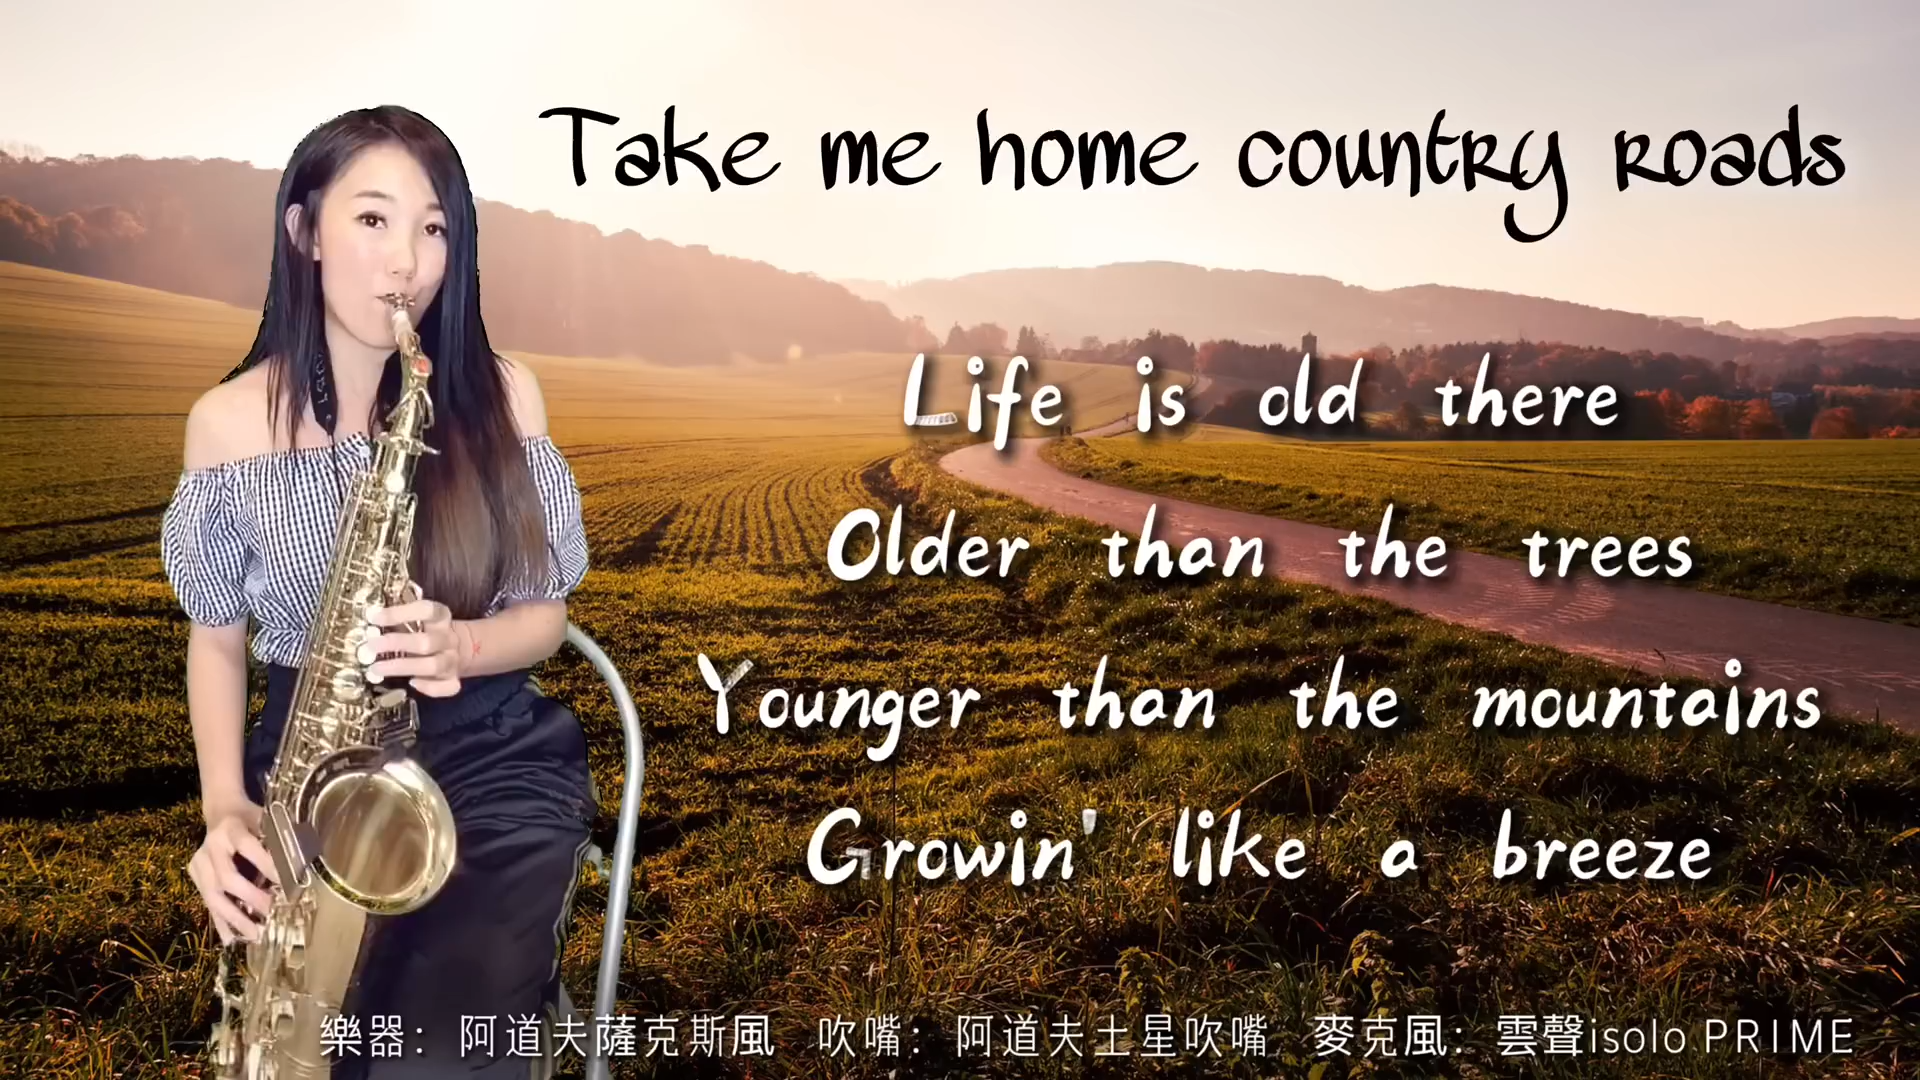 Take me home country roads
Life is old there
Older than the trees
Younger than the mountains
Growin' like a breeze
樂器: 阿道夫薩克斯風 吹嘴: 阿道夫土星吹嘴 麥克風: 雲聲isolo PRIME